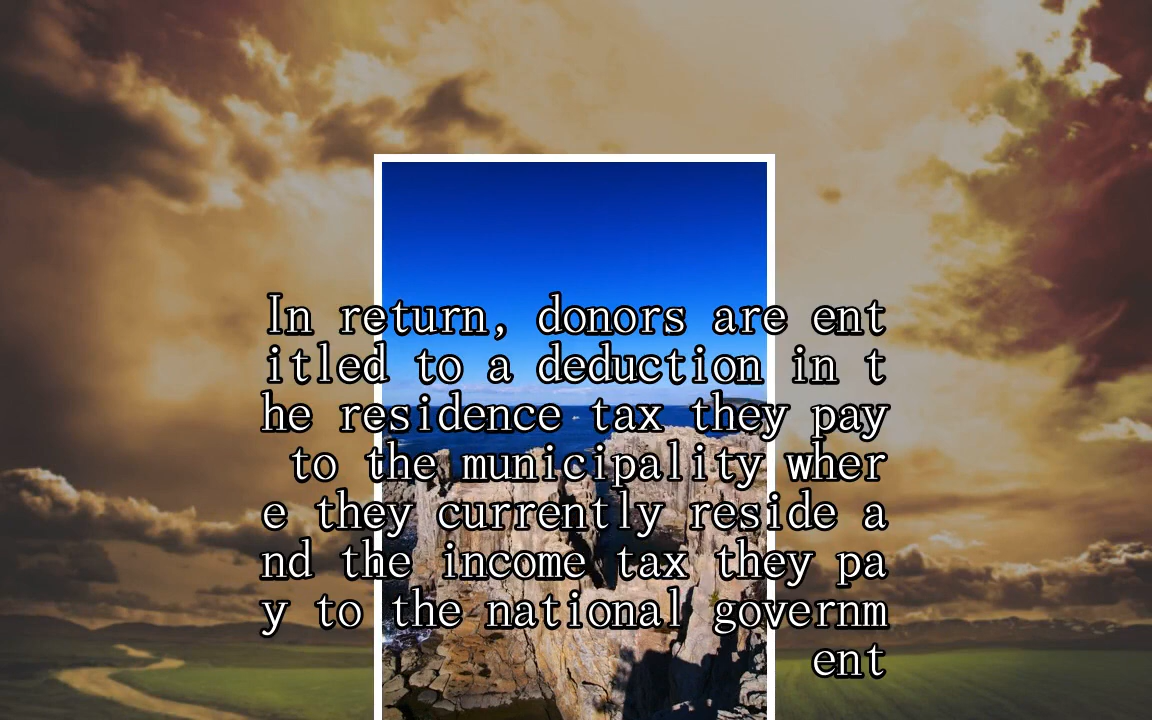 In return, donors are ent
itled to a deduction in t
he residence tax they pay
to the municipality wher
e they currently reside a
nd the income tax they pa
y to the national governm
ent